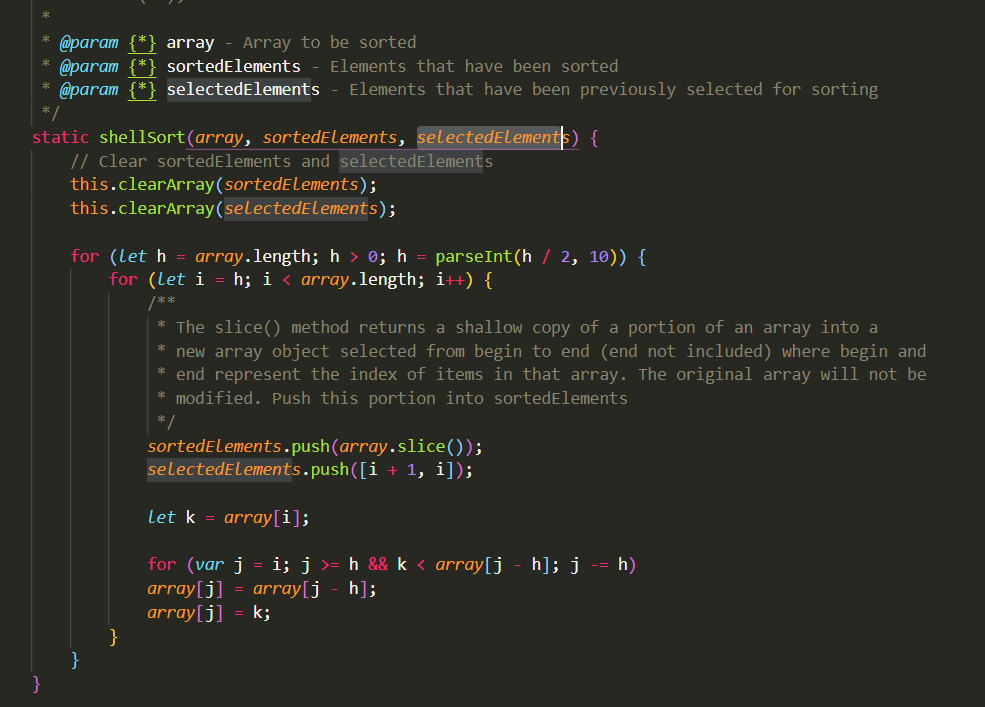 *
* @param {*} array - Array to be sorted
* @param {*} sortedElements - Elements that have been sorted
* @param {*} selectedElements - Elements that have been previously selected for sorting
*/
static shellSort(array, sortedElements, selectedElements) {
// Clear sortedElements and selectedElements
this.clearArray(sortedElements);
this.clearArray(selectedElements);
for (let h = array.length; h > 0; h = parseInt(h / 2, 10)) {
for (let i = h; i < array.length; i++) {
/**
* The slice() method returns a shallow copy of a portion of an array into a
* new array object selected from begin to end (end not included) where begin and
* end represent the index of items in that array. The original array will not be
* modified. Push this portion into sortedElements
*/
sortedElements.push(array.slice());
selectedElements.push([i + 1, i]);
let k = array[i];
for (var j = i; j >= h && k < array[j - h]; j -= h)
array[j] = array[j - h];
array[j] = k;
}
}
}